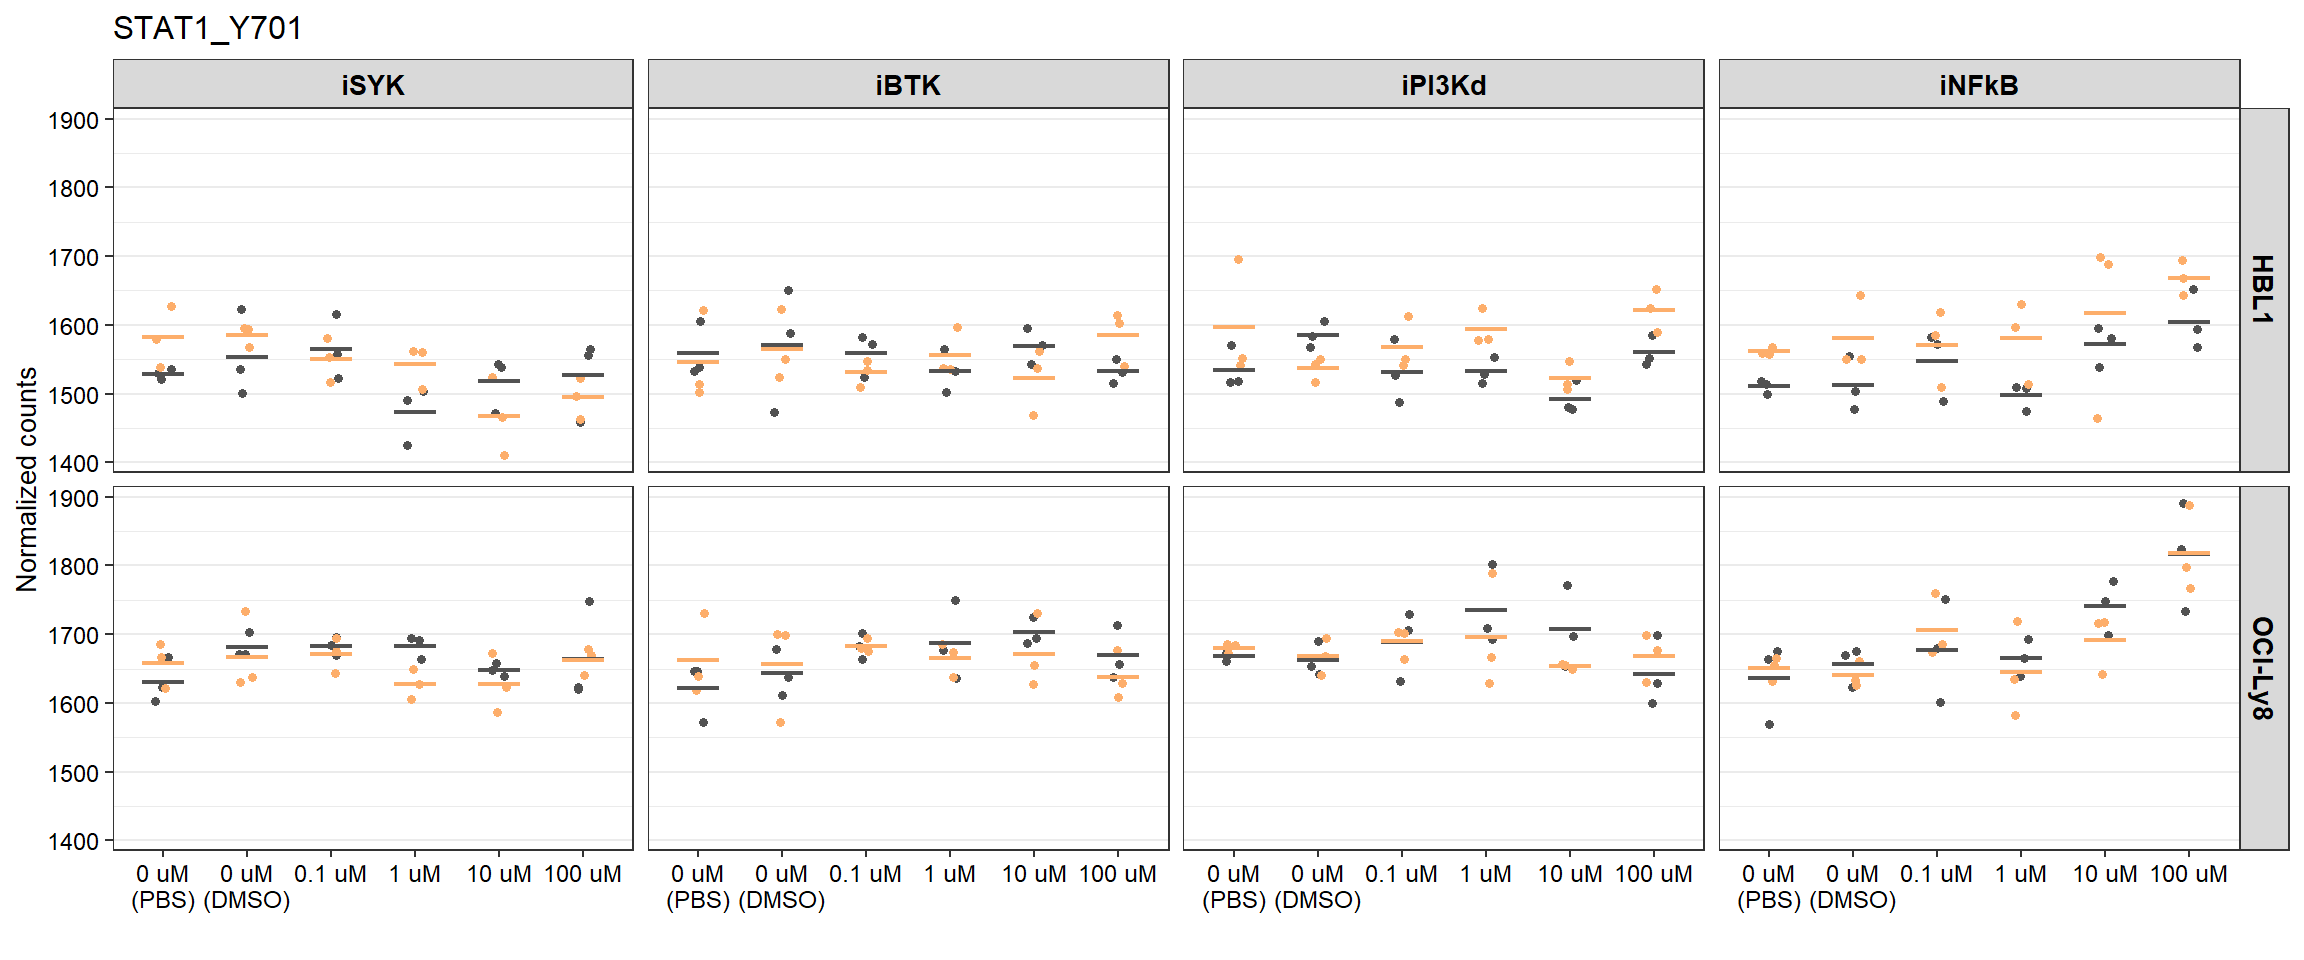 STAT1_Y701
iSYK iBTK iPI3Kd iNFkB
Normalized counts
1900
1800
1700
1600
1500
1400
HBL1
1900
1800
1700
1600
1500
1400
OCI-Ly8
0 uM 0 uM 0.1 uM 1 uM 10 uM 100 uM 0 uM 0 uM 0.1 uM 1 uM 10 uM 100 uM 0 uM 0 uM 0.1 uM 1 uM 10 uM 100 uM 0 uM 0 uM 0.1 uM 1 uM 10 uM 100 uM
(PBS) (DMSO) (PBS) (DMSO) (PBS) (DMSO) (PBS) (DMSO)